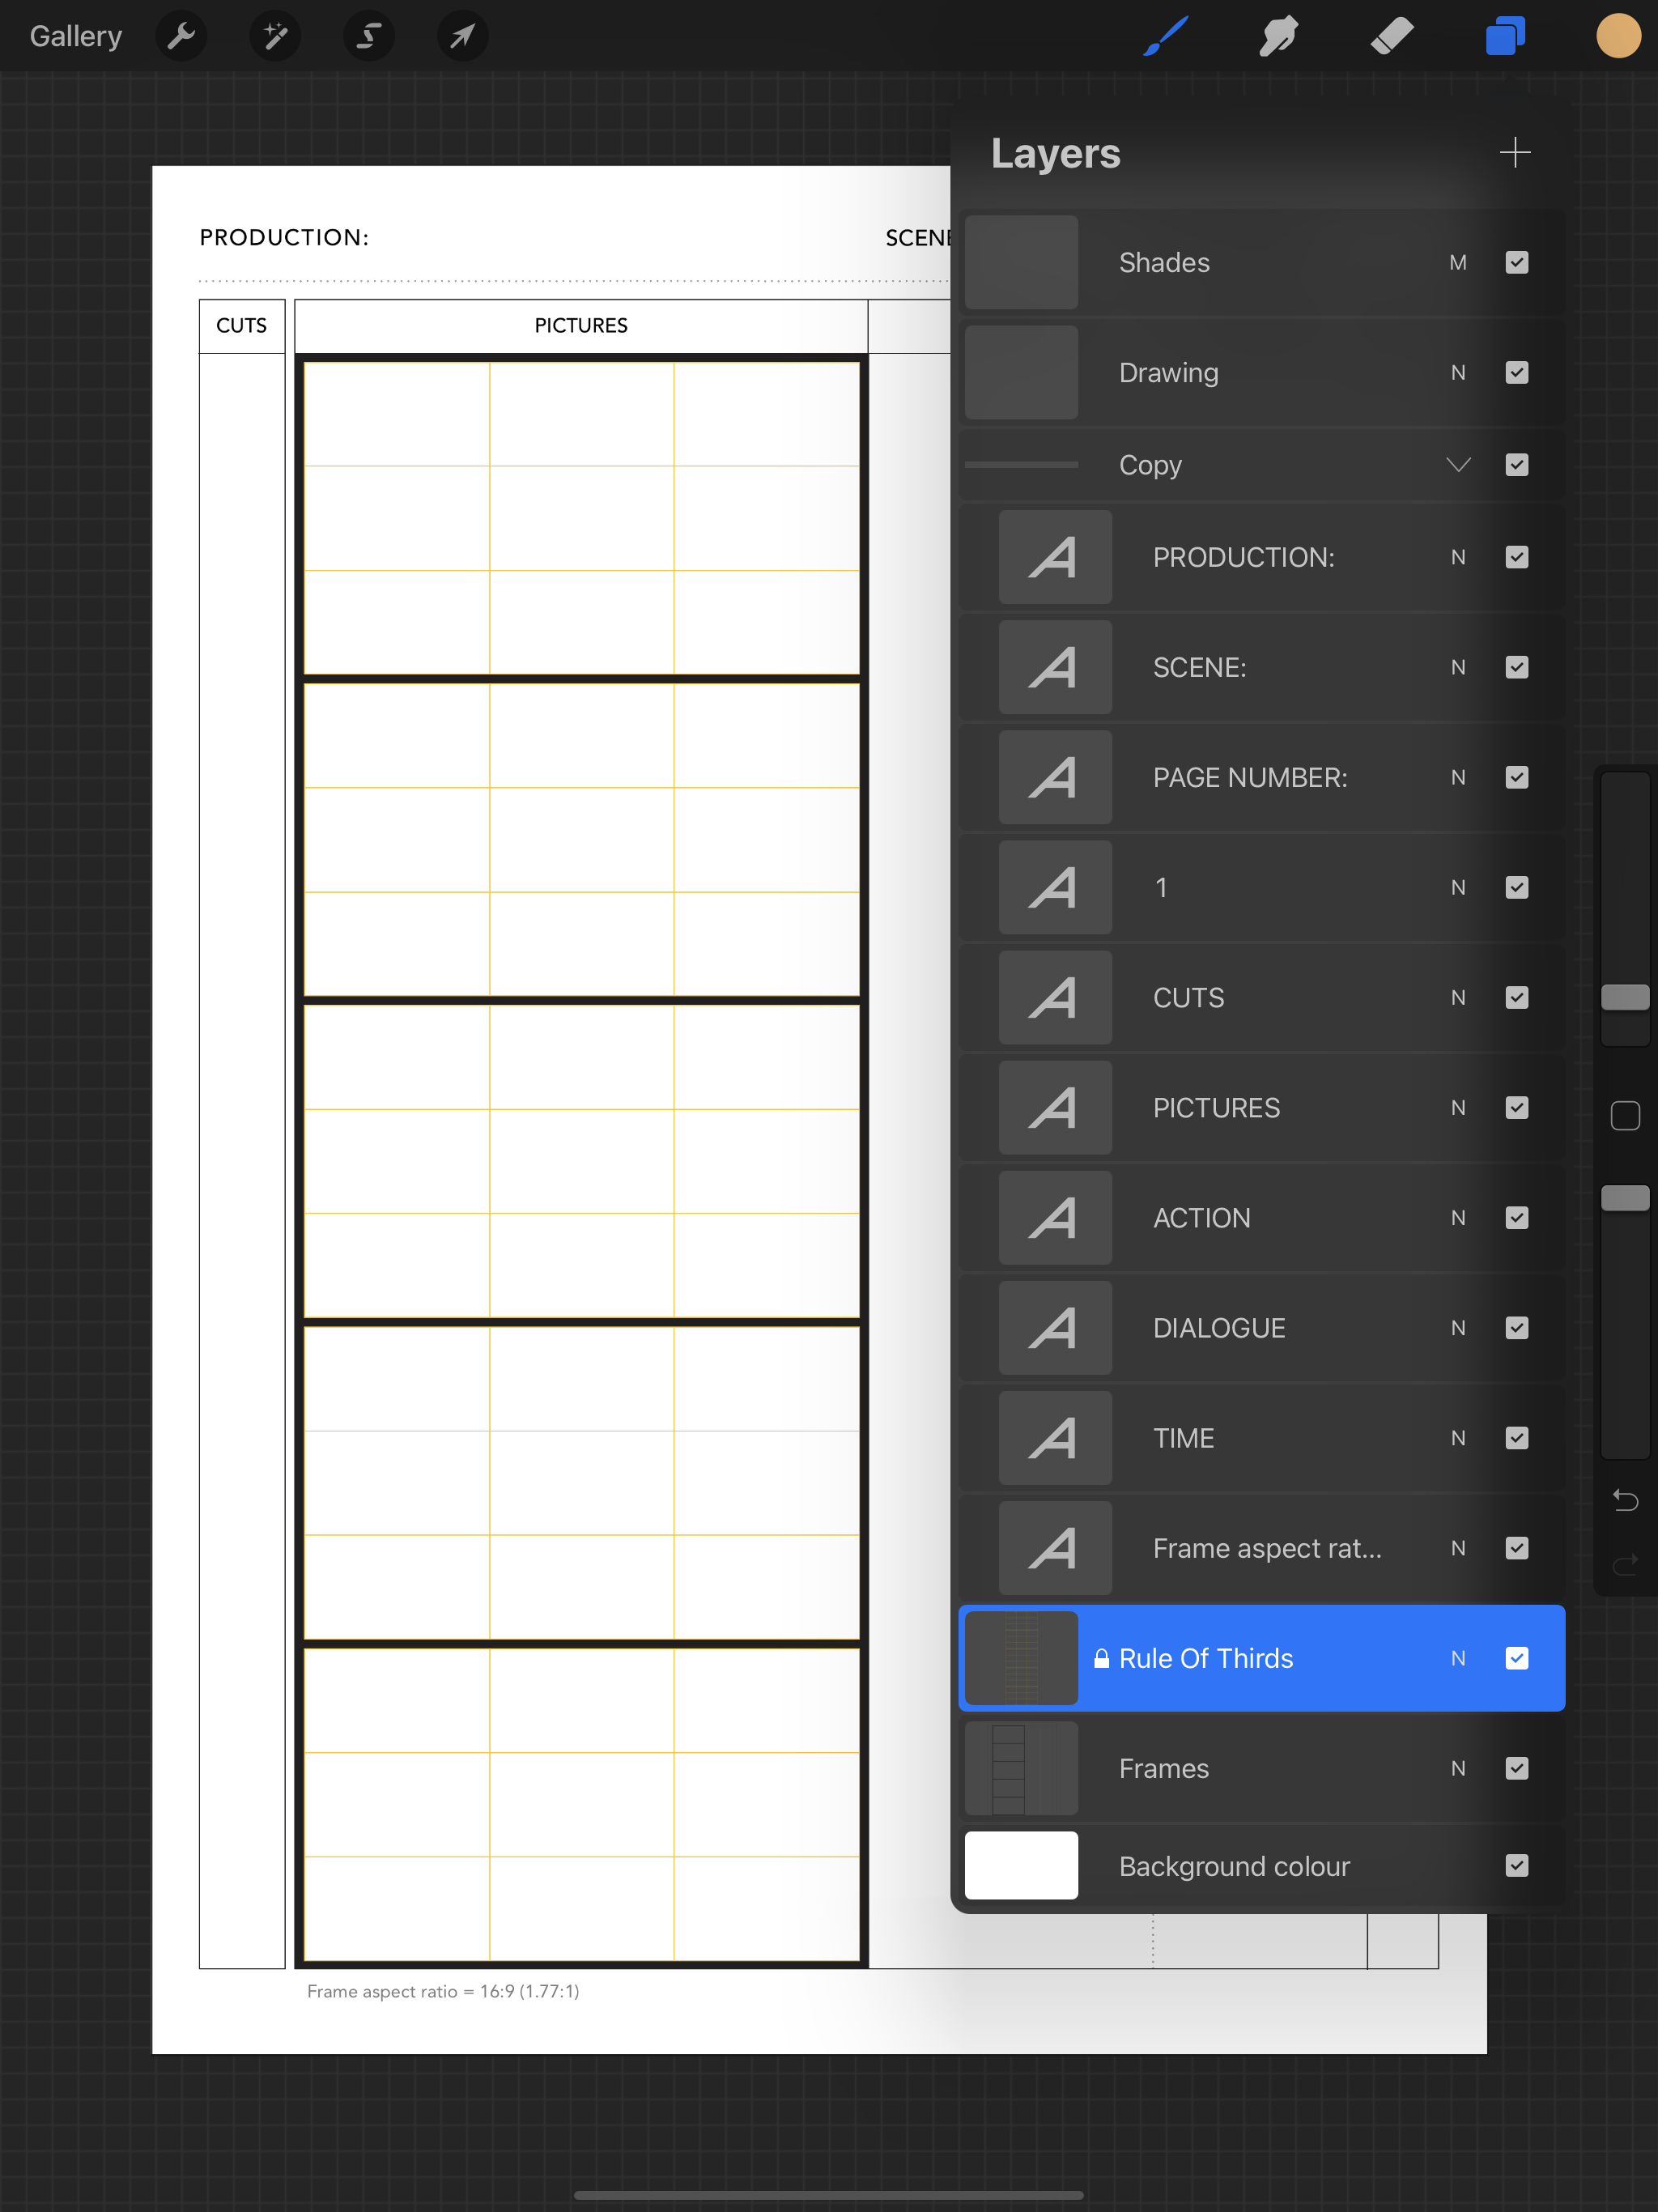 Gallery
Layers
PRODUCTION:
SCENE
CUTS
PICTURES
Shades M
Drawing N
Copy
PRODUCTION: N
SCENE: N
PAGE NUMBER: N
1 N
CUTS N
PICTURES N
ACTION N
DIALOGUE N
TIME N
Frame aspect rat... N
Rule Of Thirds N
Frames N
Background colour
Frame aspect ratio = 16:9 (1.77:1)